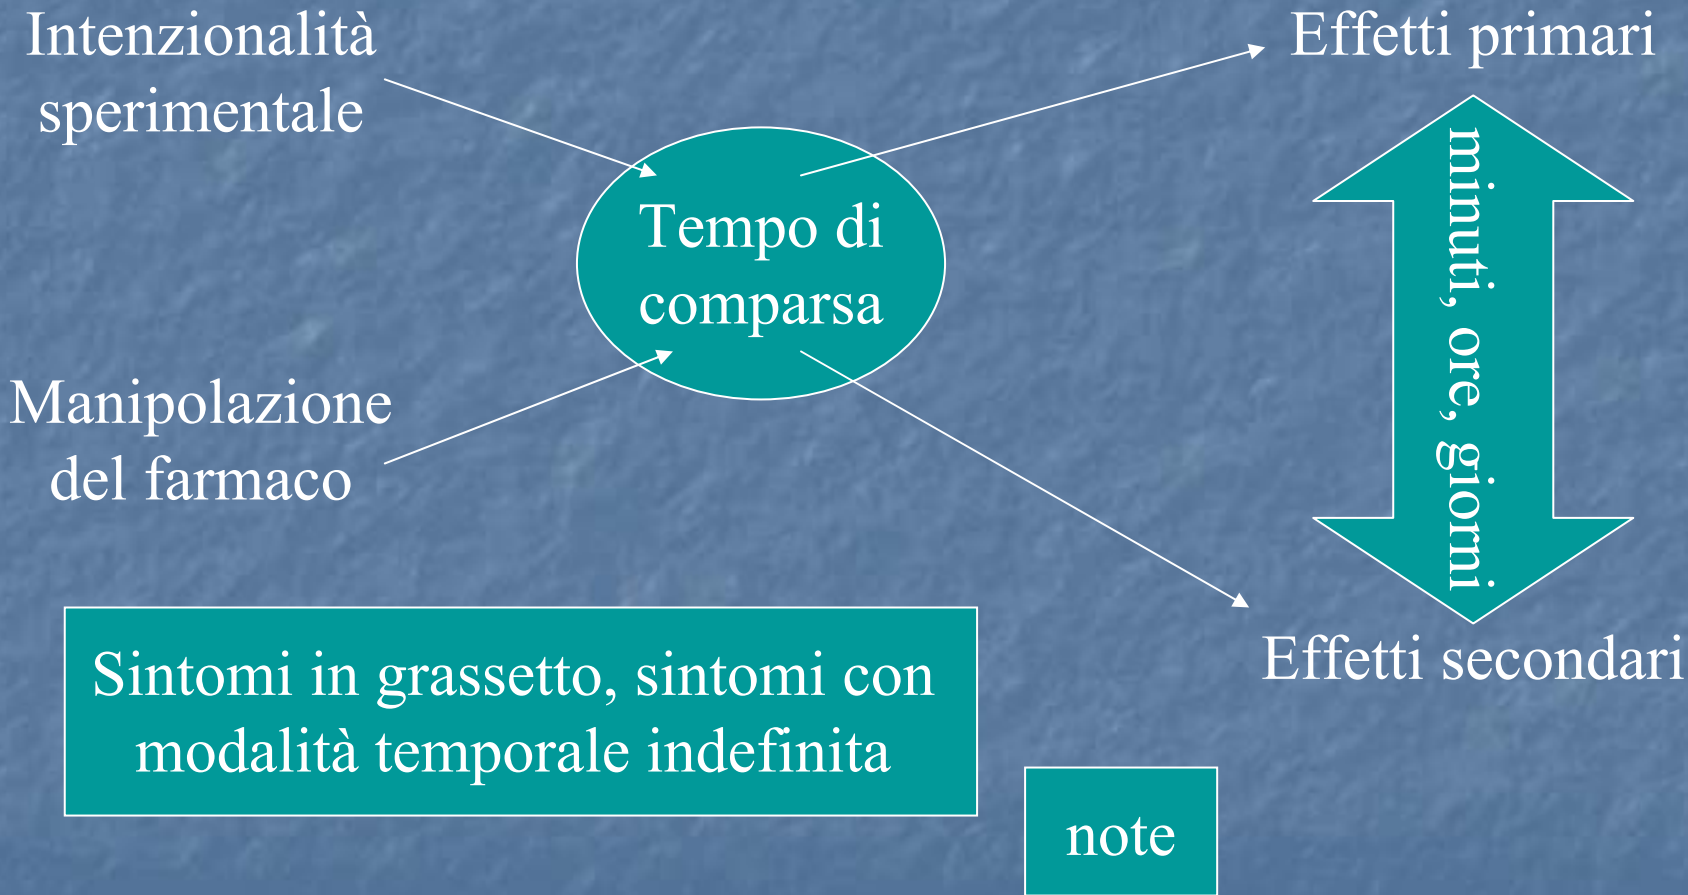 Intenzionalità
sperimentale
Effetti primari
Tempo di
comparsa
minuti, ore, giorni
Manipolazione
del farmaco
Effetti secondari
Sintomi in grassetto, sintomi con
modalità temporale indefinita
note